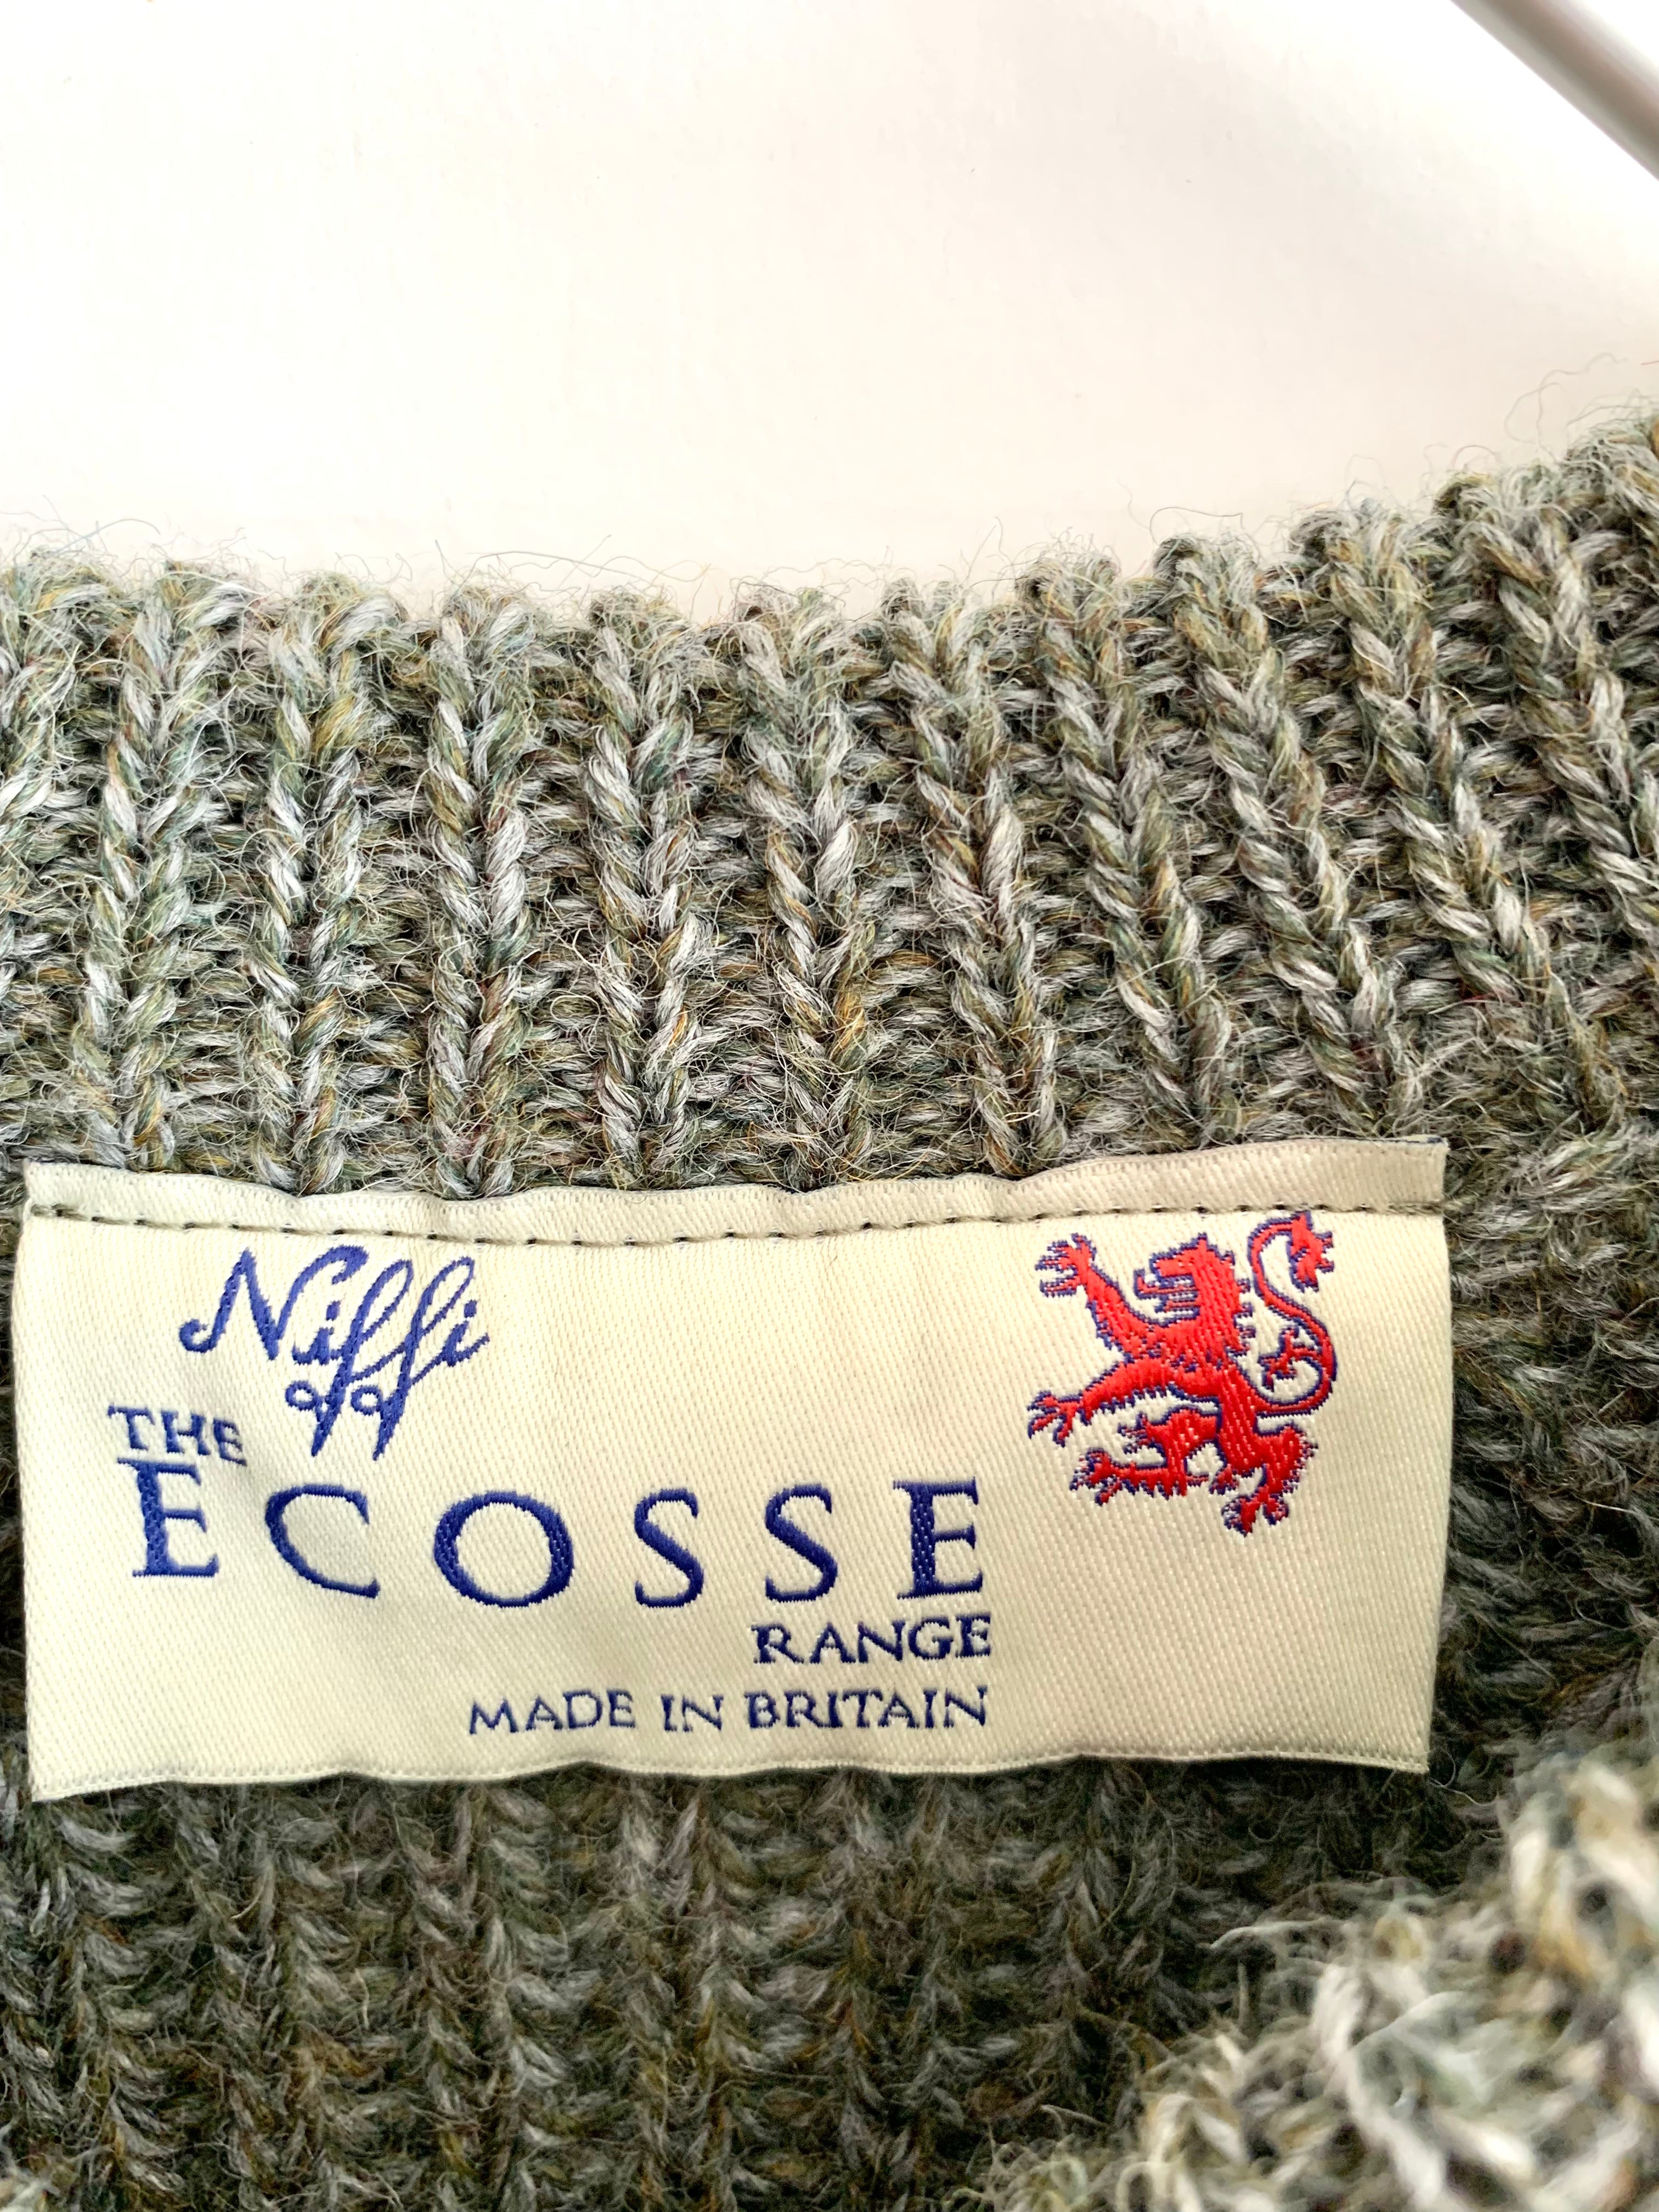 Niffi
THE
ECOSSE
RANGE
MADE IN BRITAIN